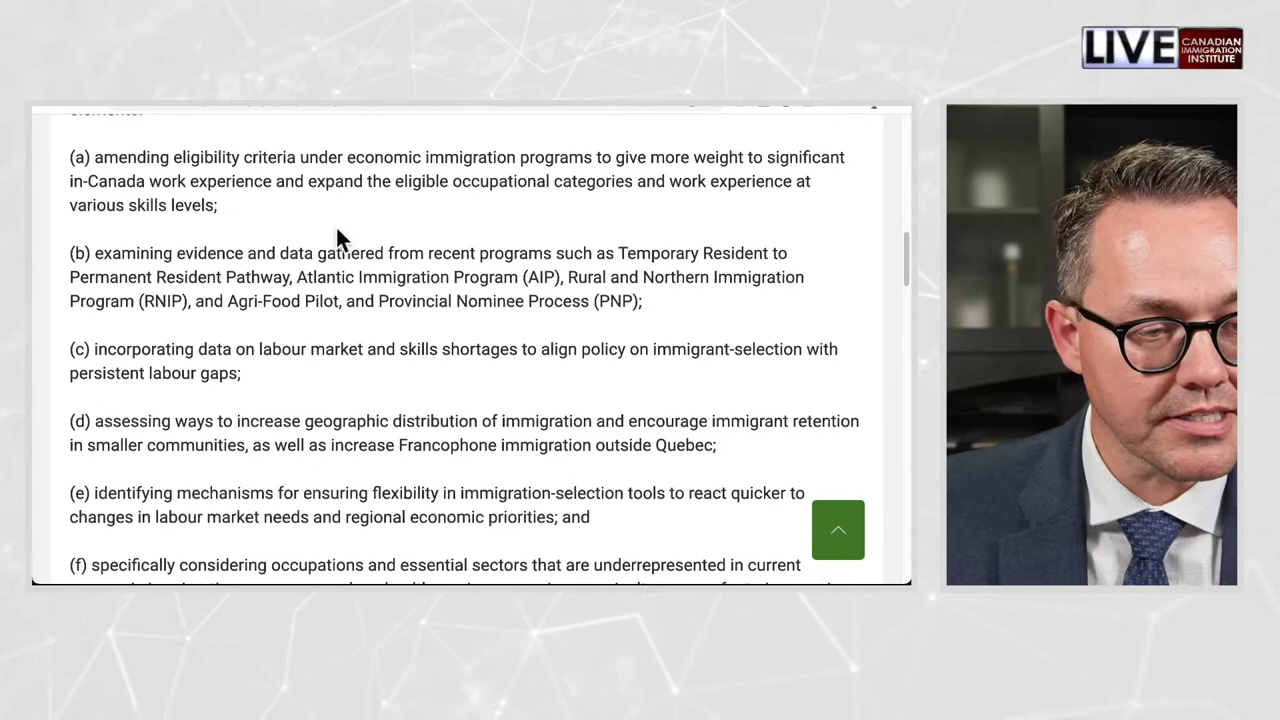 LIVE
CANADIAN
IMMIGRATION
INSTITUTE
(a) amending eligibility criteria under economic immigration programs to give more weight to significant
in-Canada work experience and expand the eligible occupational categories and work experience at
various skills levels;
(b) examining evidence and data gathered from recent programs such as Temporary Resident to
Permanent Resident Pathway, Atlantic Immigration Program (AIP), Rural and Northern Immigration
Program (RNIP), and Agri-Food Pilot, and Provincial Nominee Process (PNP);
(c) incorporating data on labour market and skills shortages to align policy on immigrant-selection with
persistent labour gaps;
(d) assessing ways to increase geographic distribution of immigration and encourage immigrant retention
in smaller communities, as well as increase Francophone immigration outside Quebec;
(e) identifying mechanisms for ensuring flexibility in immigration-selection tools to react quicker to
changes in labour market needs and regional economic priorities; and
(f) specifically considering occupations and essential sectors that are underrepresented in current